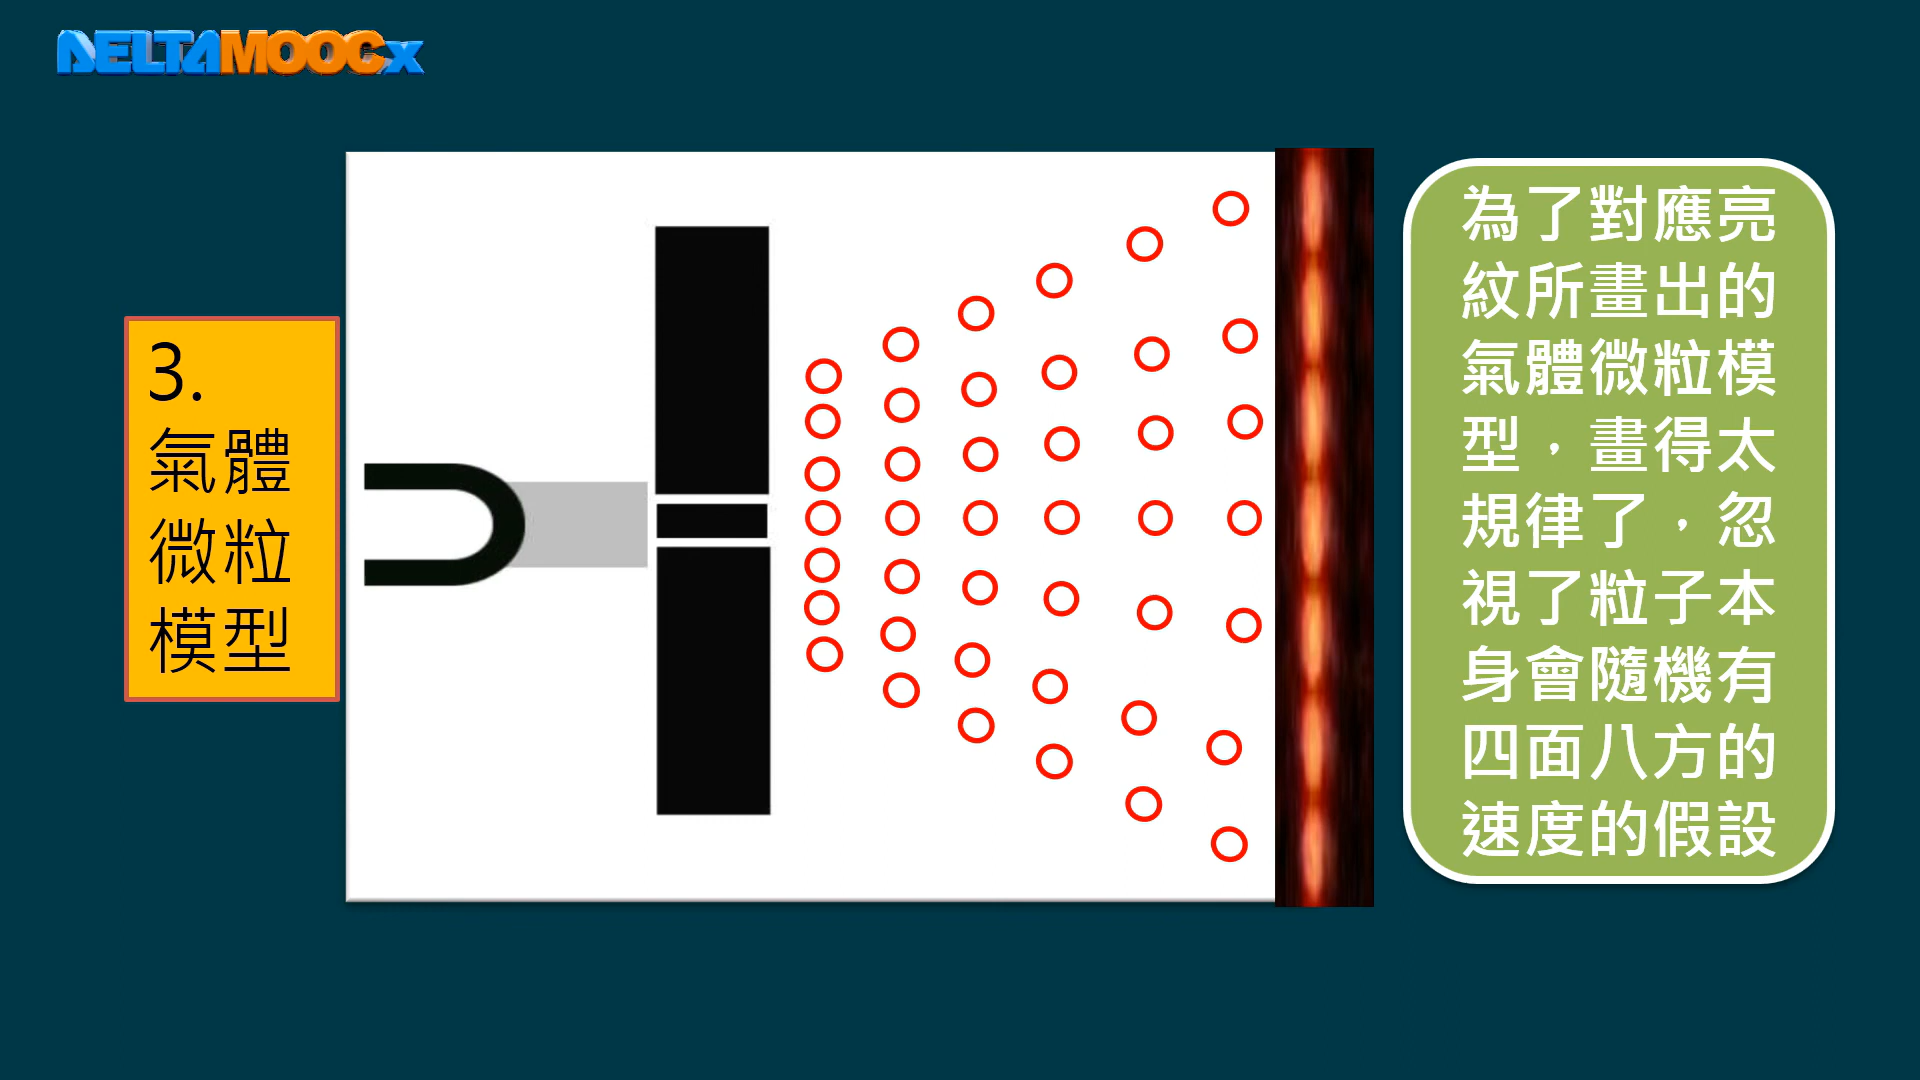 DELTAMOOCx
3.
氣體
微粒
模型
為了對應亮
紋所畫出的
氣體微粒模
型，畫得太
規律了，忽
視了粒子本
身會隨機有
四面八方的
速度的假設